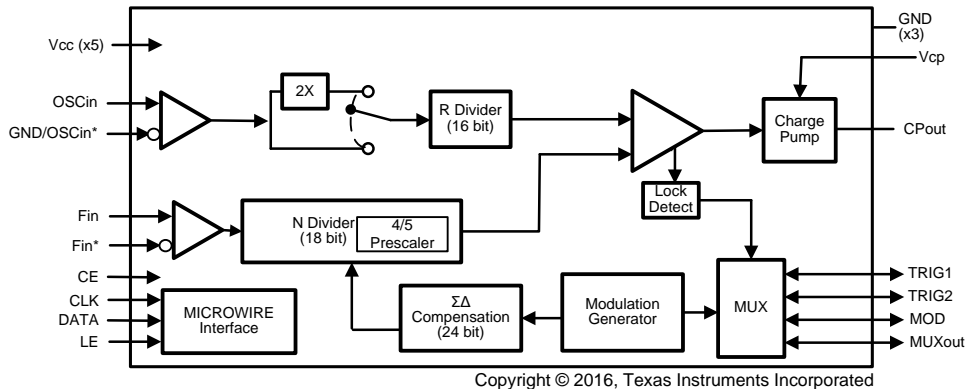 GND
(x3)
Vcc (x5)
Vcp
OSCin
2X
R Divider
(16 bit)
Charge
Pump
GND/OSCin*
CPout
Lock
Detect
Fin
N Divider
(18 bit)
4/5
Prescaler
Fin*
CE
CLK
DATA
LE
MICROWIRE
Interface
ΣΔ
Compensation
(24 bit)
Modulation
Generator
MUX
TRIG1
TRIG2
MOD
MUXout
Copyright © 2016, Texas Instruments Incorporated